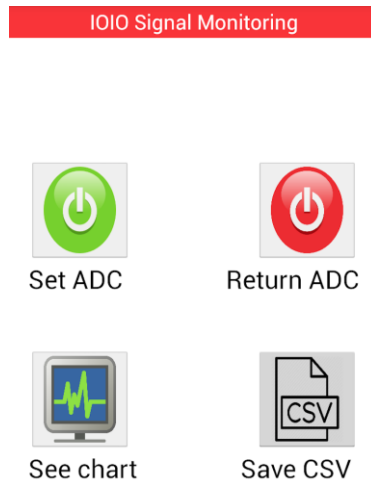 IOIO Signal Monitoring
Set ADC
Return ADC
CSV
See chart
Save CSV